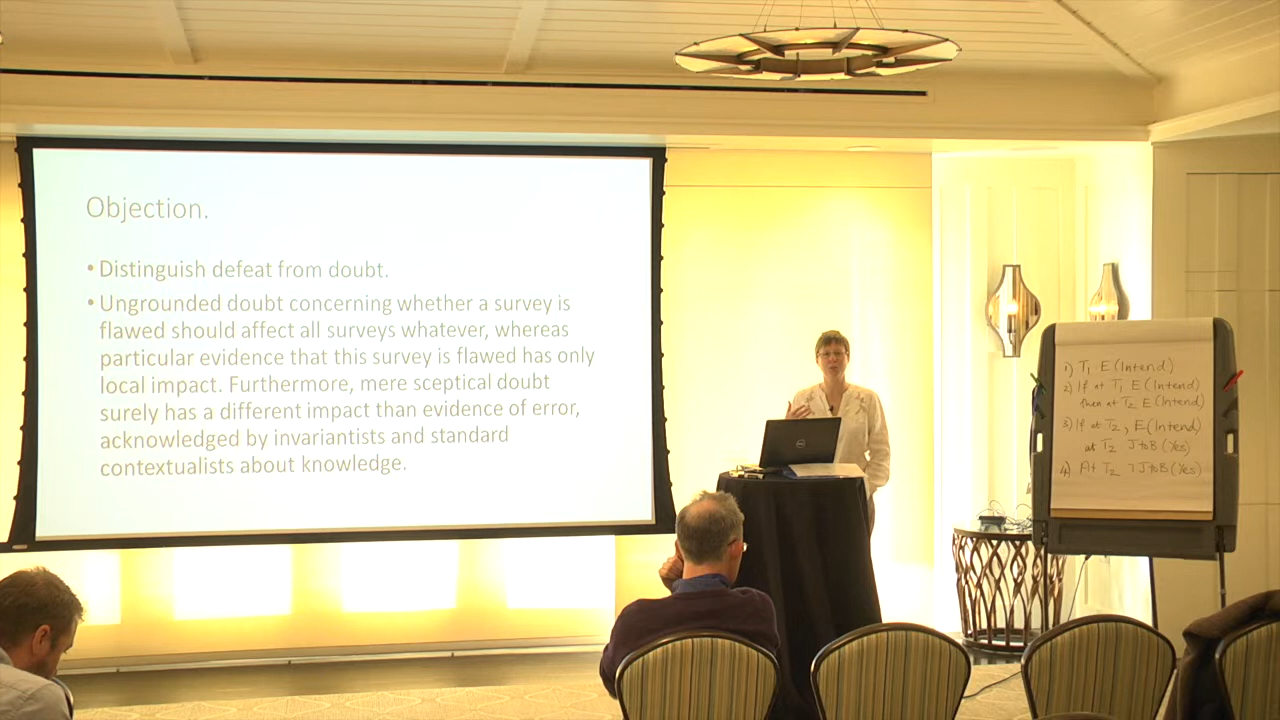 Objection.
• Distinguish defeat from doubt.
• Ungrounded doubt concerning whether a survey is
flawed should affect all surveys whatever, whereas
particular evidence that this survey is flawed has only
local impact. Furthermore, mere sceptical doubt
surely has a different impact than evidence of error,
acknowledged by invariantists and standard
contextualists about knowledge.
DELL
1) T1 E(Intend)
2) If at T1 E(Intend)
then at T2 E(Intend)
3) If at T2, E(Intend)
at T2 JtoB(Yes)
4) At T2 ¬JtoB(Yes)